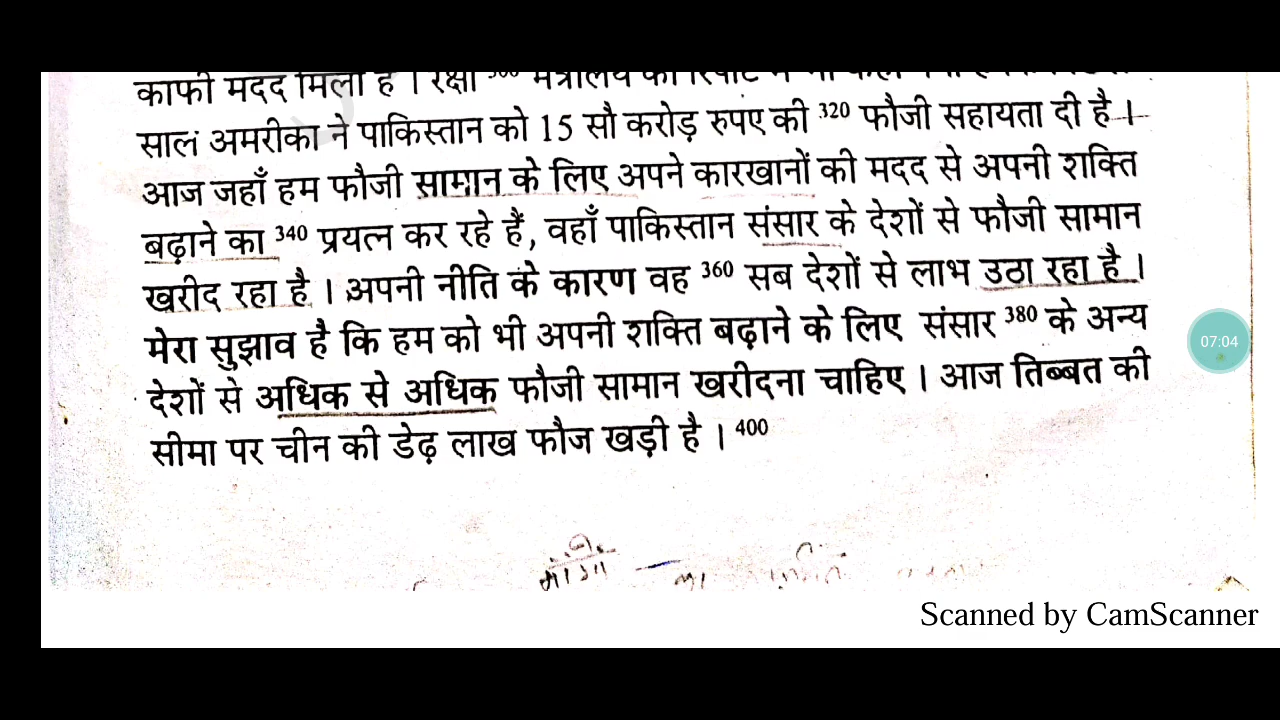 काफी मदद मिली है । रक्षा 300 मंत्रालय की रिपोर्ट में भी कहा
साल अमरीका ने पाकिस्तान को 15 सौ करोड़ रुपए की 320 फौजी सहायता दी है ।
आज जहाँ हम फौजी सामान के लिए अपने कारखानों की मदद से अपनी शक्ति
बढ़ाने का 340 प्रयत्न कर रहे हैं, वहाँ पाकिस्तान संसार के देशों से फौजी सामान
खरीद रहा है । अपनी नीति के कारण वह 360 सब देशों से लाभ उठा रहा है ।
07:04
मेरा सुझाव है कि हम को भी अपनी शक्ति बढ़ाने के लिए संसार 380 के अन्य
देशों से अधिक से अधिक फौजी सामान खरीदना चाहिए । आज तिब्बत की
सीमा पर चीन की डेढ़ लाख फौज खड़ी है । 400
Scanned by CamScanner